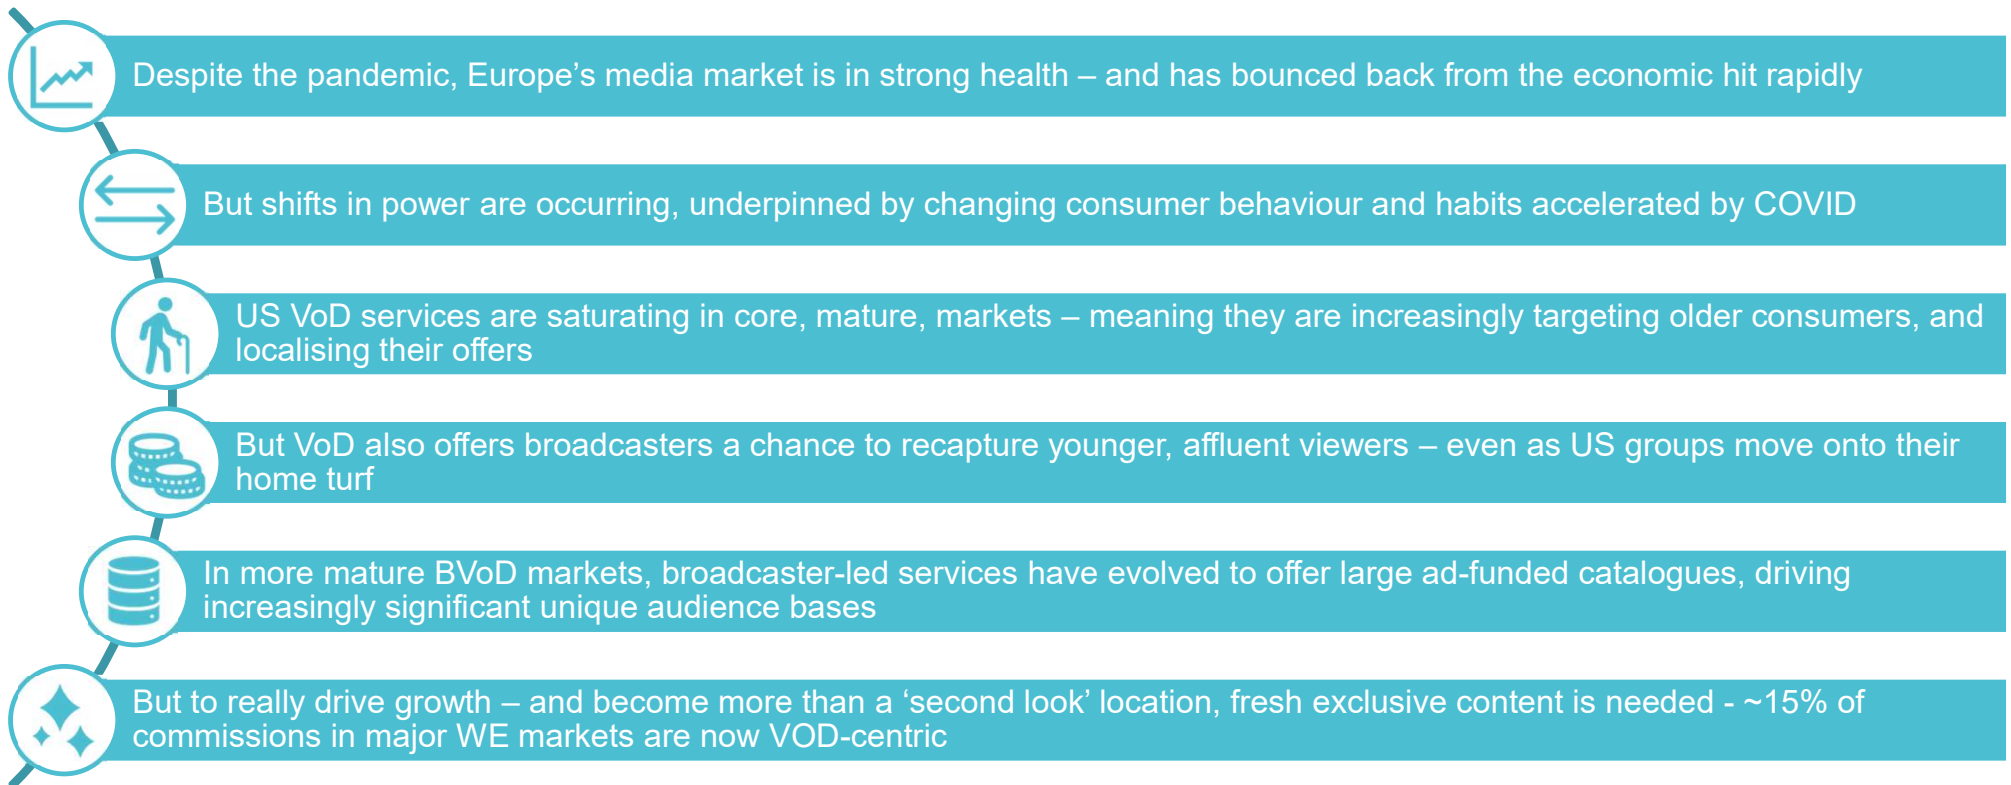 Despite the pandemic, Europe’s media market is in strong health – and has bounced back from the economic hit rapidly
But shifts in power are occurring, underpinned by changing consumer behaviour and habits accelerated by COVID
US VoD services are saturating in core, mature, markets – meaning they are increasingly targeting older consumers, and
localising their offers
But VoD also offers broadcasters a chance to recapture younger, affluent viewers – even as US groups move onto their
home turf
In more mature BVoD markets, broadcaster-led services have evolved to offer large ad-funded catalogues, driving
increasingly significant unique audience bases
But to really drive growth – and become more than a ‘second look’ location, fresh exclusive content is needed - ~15% of
commissions in major WE markets are now VOD-centric